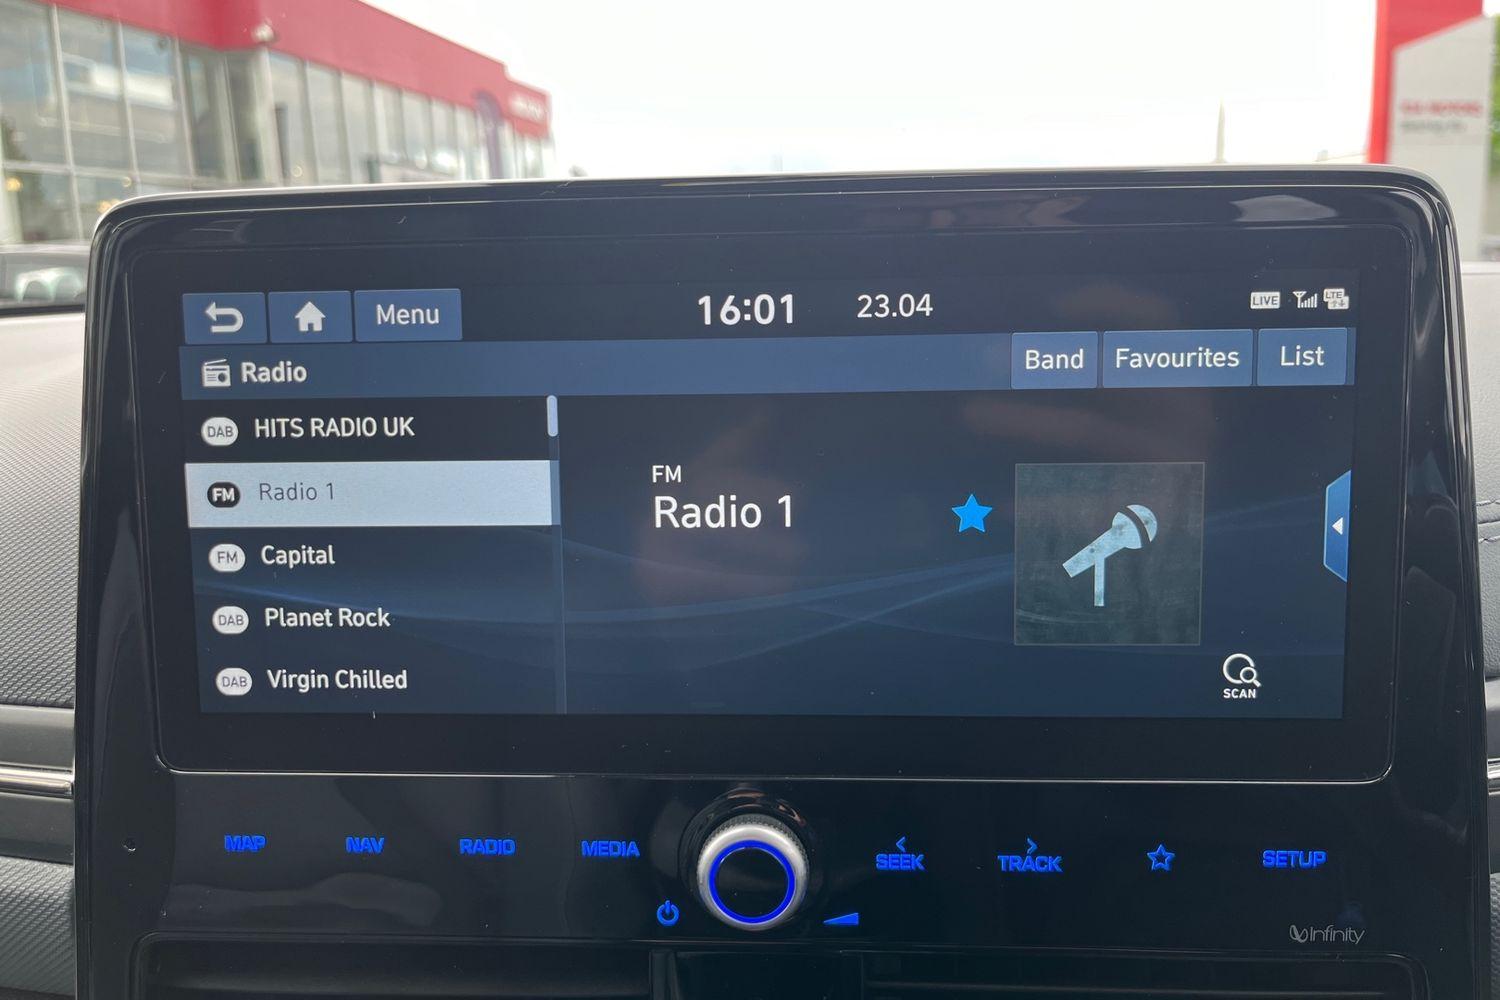 Menu
16:01
23.04
LIVE
LTE
Radio
Band
Favourites
List
DAB HITS RADIO UK
FM Radio 1
FM Capital
DAB Planet Rock
DAB Virgin Chilled
FM
Radio 1
SCAN
MAP
NAV
RADIO
MEDIA
< SEEK
> TRACK
SETUP
Infinity